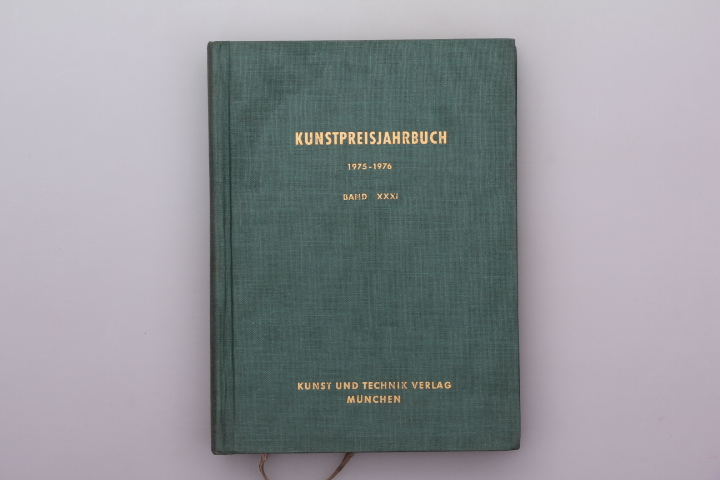 KUNSTPREISJAHRBUCH
1975-1976
BAND XXXI
KUNST UND TECHNIK VERLAG
MÜNCHEN